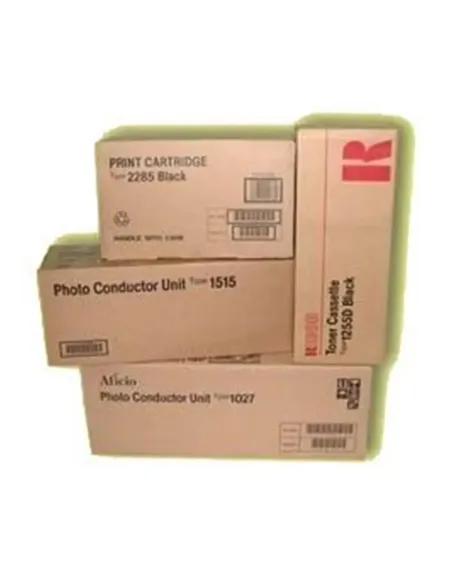 PRINT CARTRIDGE
Type 2285 Black
HANDLE WITH CARE
Photo Conductor Unit Type 1515
Aficio
Photo Conductor Unit Type 1027
R
RICOH
Toner Cassette
Type 1255D Black